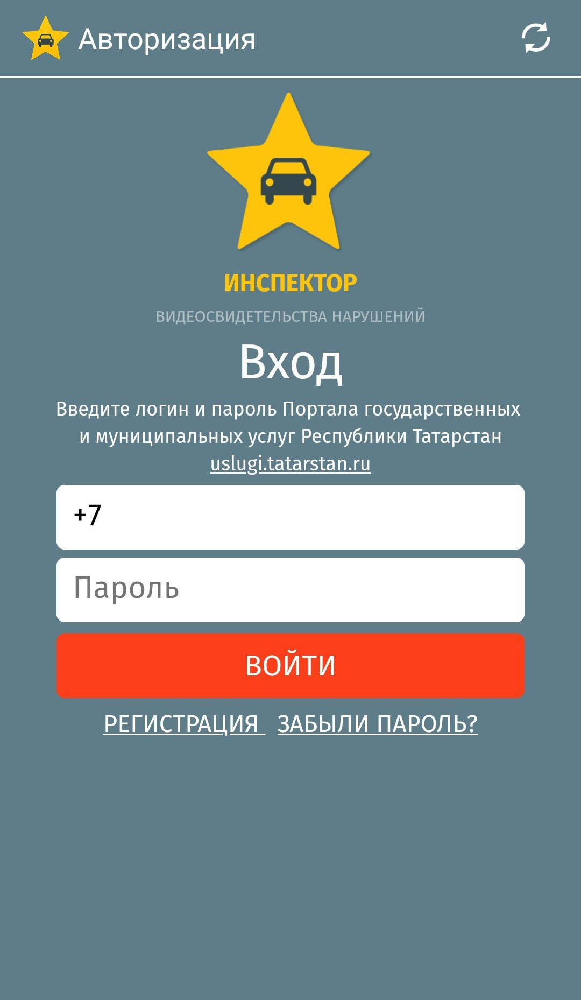 Авторизация
ИНСПЕКТОР
ВИДЕОСВИДЕТЕЛЬСТВА НАРУШЕНИЙ
Вход
Введите логин и пароль Портала государственных
и муниципальных услуг Республики Татарстан
uslugi.tatarstan.ru
+7
Пароль
ВОЙТИ
РЕГИСТРАЦИЯ ЗАБЫЛИ ПАРОЛЬ?